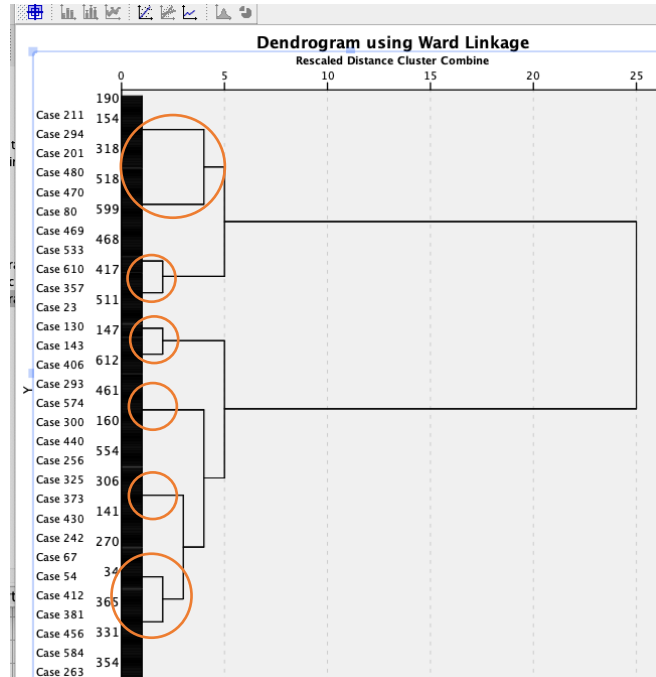 Dendrogram using Ward Linkage
Rescaled Distance Cluster Combine
0 5 10 15 20 25
190
Case 211 154
Case 294
Case 201 318
Case 480
Case 470 518
Case 80 599
Case 469
Case 533 468
Case 610 417
Case 357
Case 23 511
Case 130 147
Case 143
Case 406 612
Case 293 461
Case 574
Case 300 160
Case 440
Case 256 554
Case 325 306
Case 373
Case 430 141
Case 242 270
Case 67
Case 54 34
Case 412
Case 381 365
Case 456 331
Case 584
Case 263 354
Y